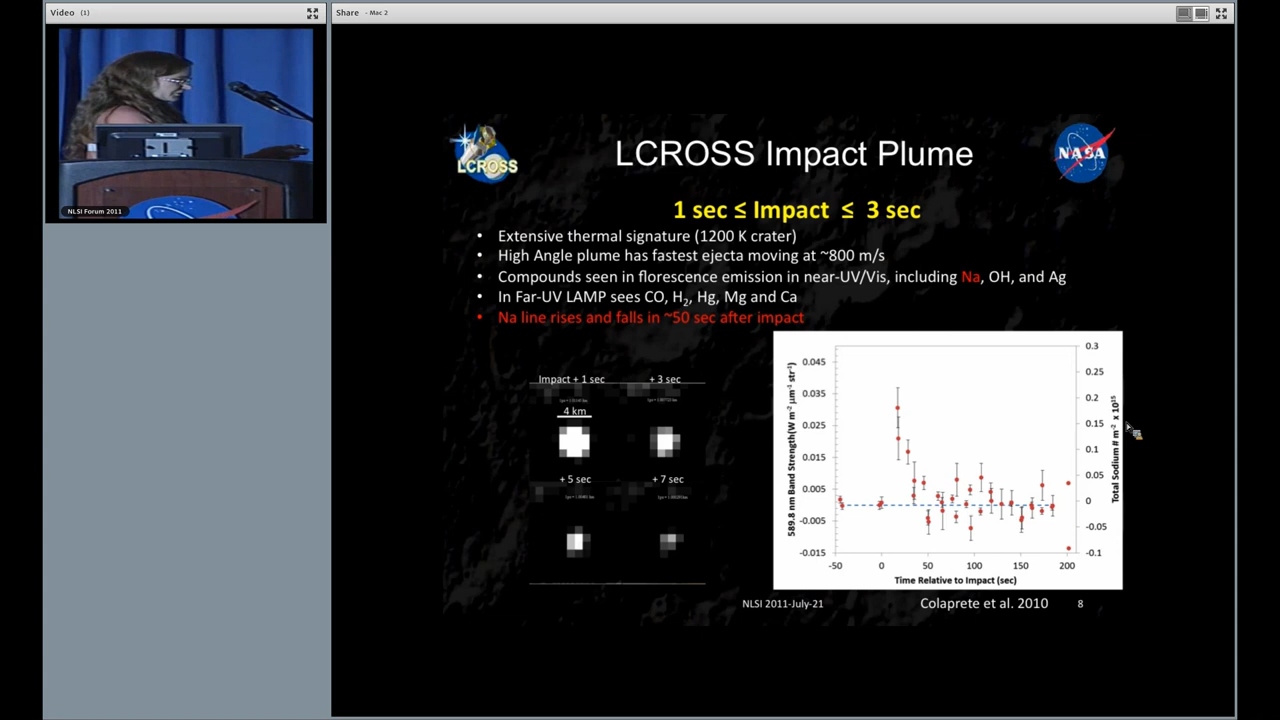 Video (1)
Share - Mac 2
NLSI Forum 2011
LCROSS
LCROSS Impact Plume
NASA
1 sec ≤ Impact ≤ 3 sec
• Extensive thermal signature (1200 K crater)
• High Angle plume has fastest ejecta moving at ~800 m/s
• Compounds seen in florescence emission in near-UV/Vis, including Na, OH, and Ag
• In Far-UV LAMP sees CO, H2, Hg, Mg and Ca
• Na line rises and falls in ~50 sec after impact
Impact + 1 sec
+ 3 sec
4 km
+ 5 sec
+ 7 sec
589.8 nm Band Strength(W m-2 µm-1 str-1)
0.045
0.035
0.025
0.015
0.005
-0.005
-0.015
0.3
0.25
0.2
0.15
0.1
0.05
0
-0.05
-0.1
Total Sodium # m-2 x 1015
-50 0 50 100 150 200
Time Relative to Impact (sec)
NLSI 2011-July-21
Colaprete et al. 2010
8